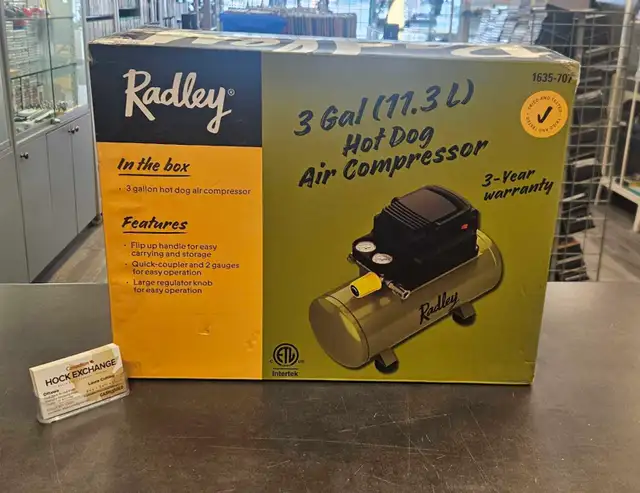 Radley®
In the box
· 3 gallon hot dog air compressor
Features
· Flip up handle for easy
carrying and storage
· Quick-coupler and 2 gauges
for easy operation
· Large regulator knob
for easy operation
1635-707
3 Gal (11.3 L)
Hot Dog
Air Compressor
3-Year
warranty
Radley
ETL
Intertek
HOCK EXCHANGE